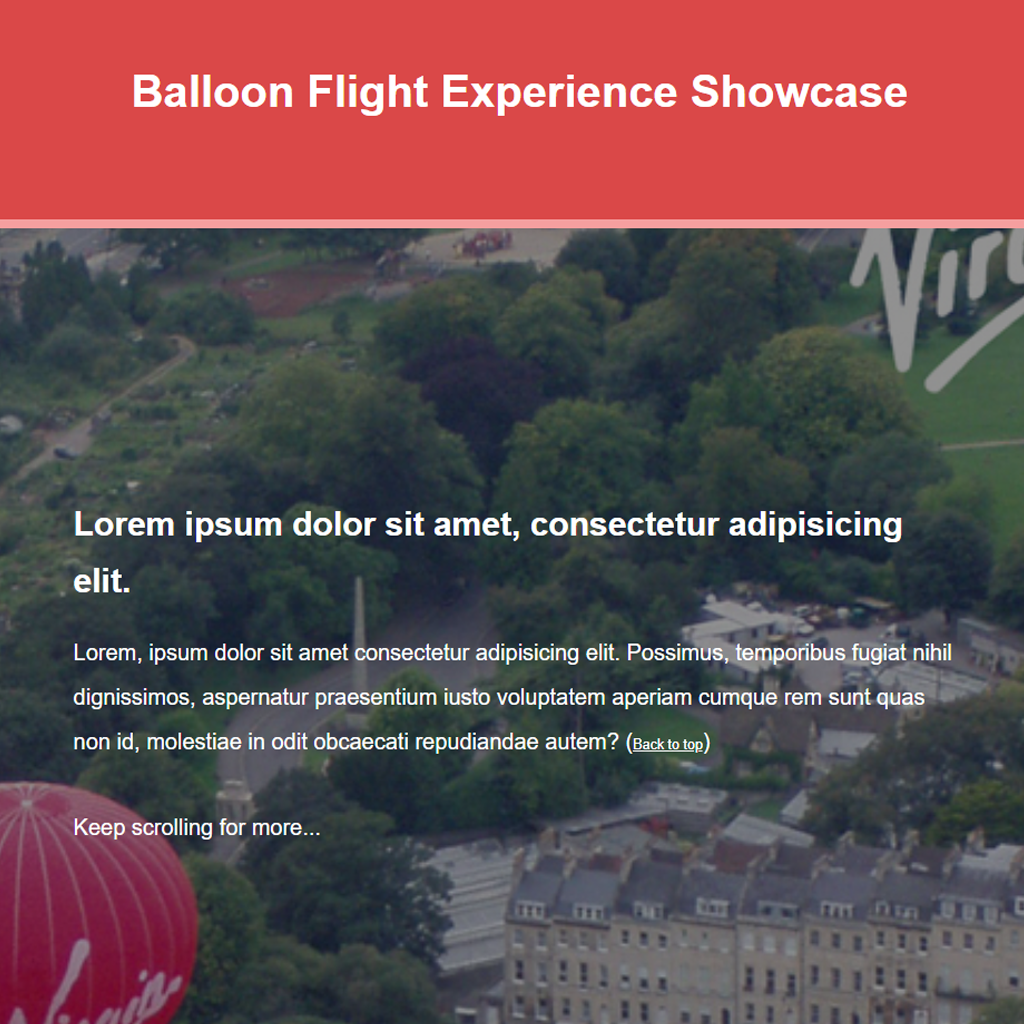 Balloon Flight Experience Showcase
Virg
Lorem ipsum dolor sit amet, consectetur adipisicing
elit.
Lorem, ipsum dolor sit amet consectetur adipisicing elit. Possimus, temporibus fugiat nihil
dignissimos, aspernatur praesentium iusto voluptatem aperiam cumque rem sunt quas
non id, molestiae in odit obcaecati repudiandae autem? (Back to top)
Keep scrolling for more...
Virgin